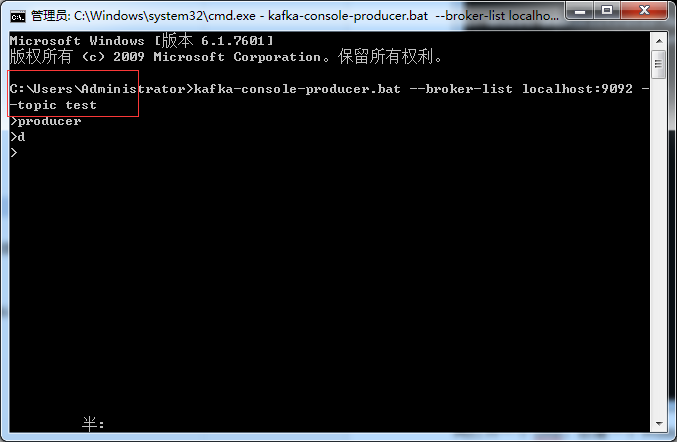 管理员: C:\Windows\system32\cmd.exe - kafka-console-producer.bat  --broker-list localho...
Microsoft Windows [版本 6.1.7601]
版权所有 (c) 2009 Microsoft Corporation。保留所有权利。
C:\Users\Administrator>kafka-console-producer.bat --broker-list localhost:9092 -
-topic test
>producer
>d
>
半: